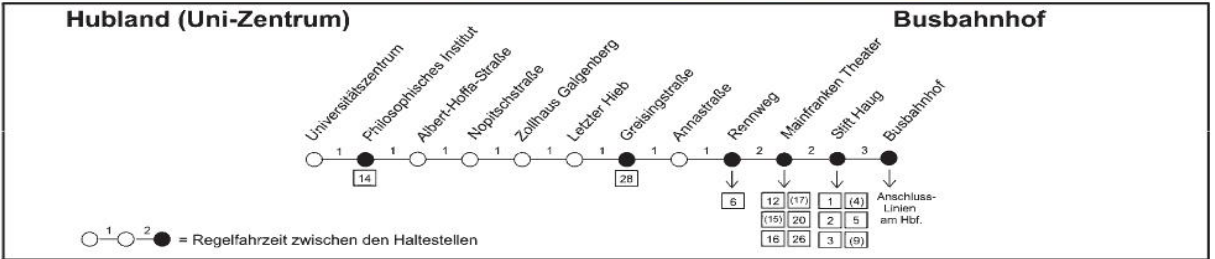 Hubland (Uni-Zentrum) Busbahnhof
Universitätszentrum
Philosophisches Institut
Albert-Hoffa-Straße
Nopitschstraße
Zollhaus Galgenberg
Letzter Hieb
Greisingstraße
Annastraße
Rennweg
Mainfranken Theater
Stift Haug
Busbahnhof
1 1 1 1 1 1 1 1 2 2 3
14 28
6 12 (17) 1 (4) Anschluss-
(15) 20 2 5 Linien
16 26 3 (9) am Hbf.
1 2 = Regelfahrzeit zwischen den Haltestellen